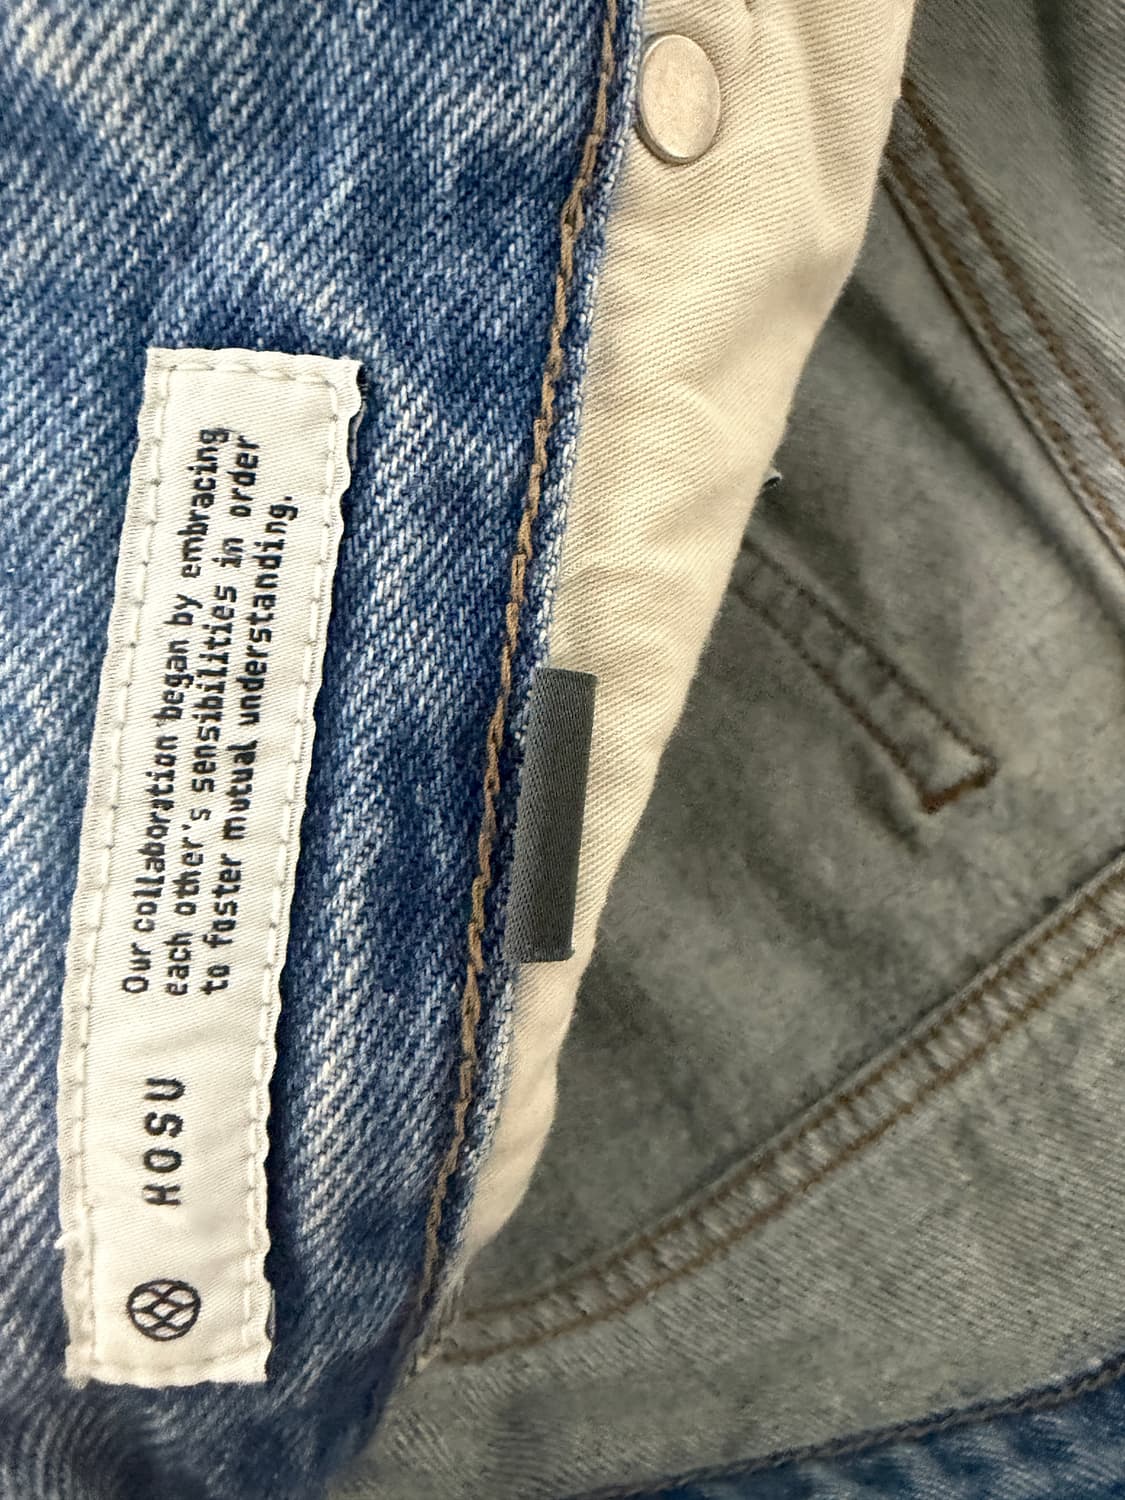 HOSU
Our collaboration began by embracing
each other's sensibilities in order
to foster mutual understanding.